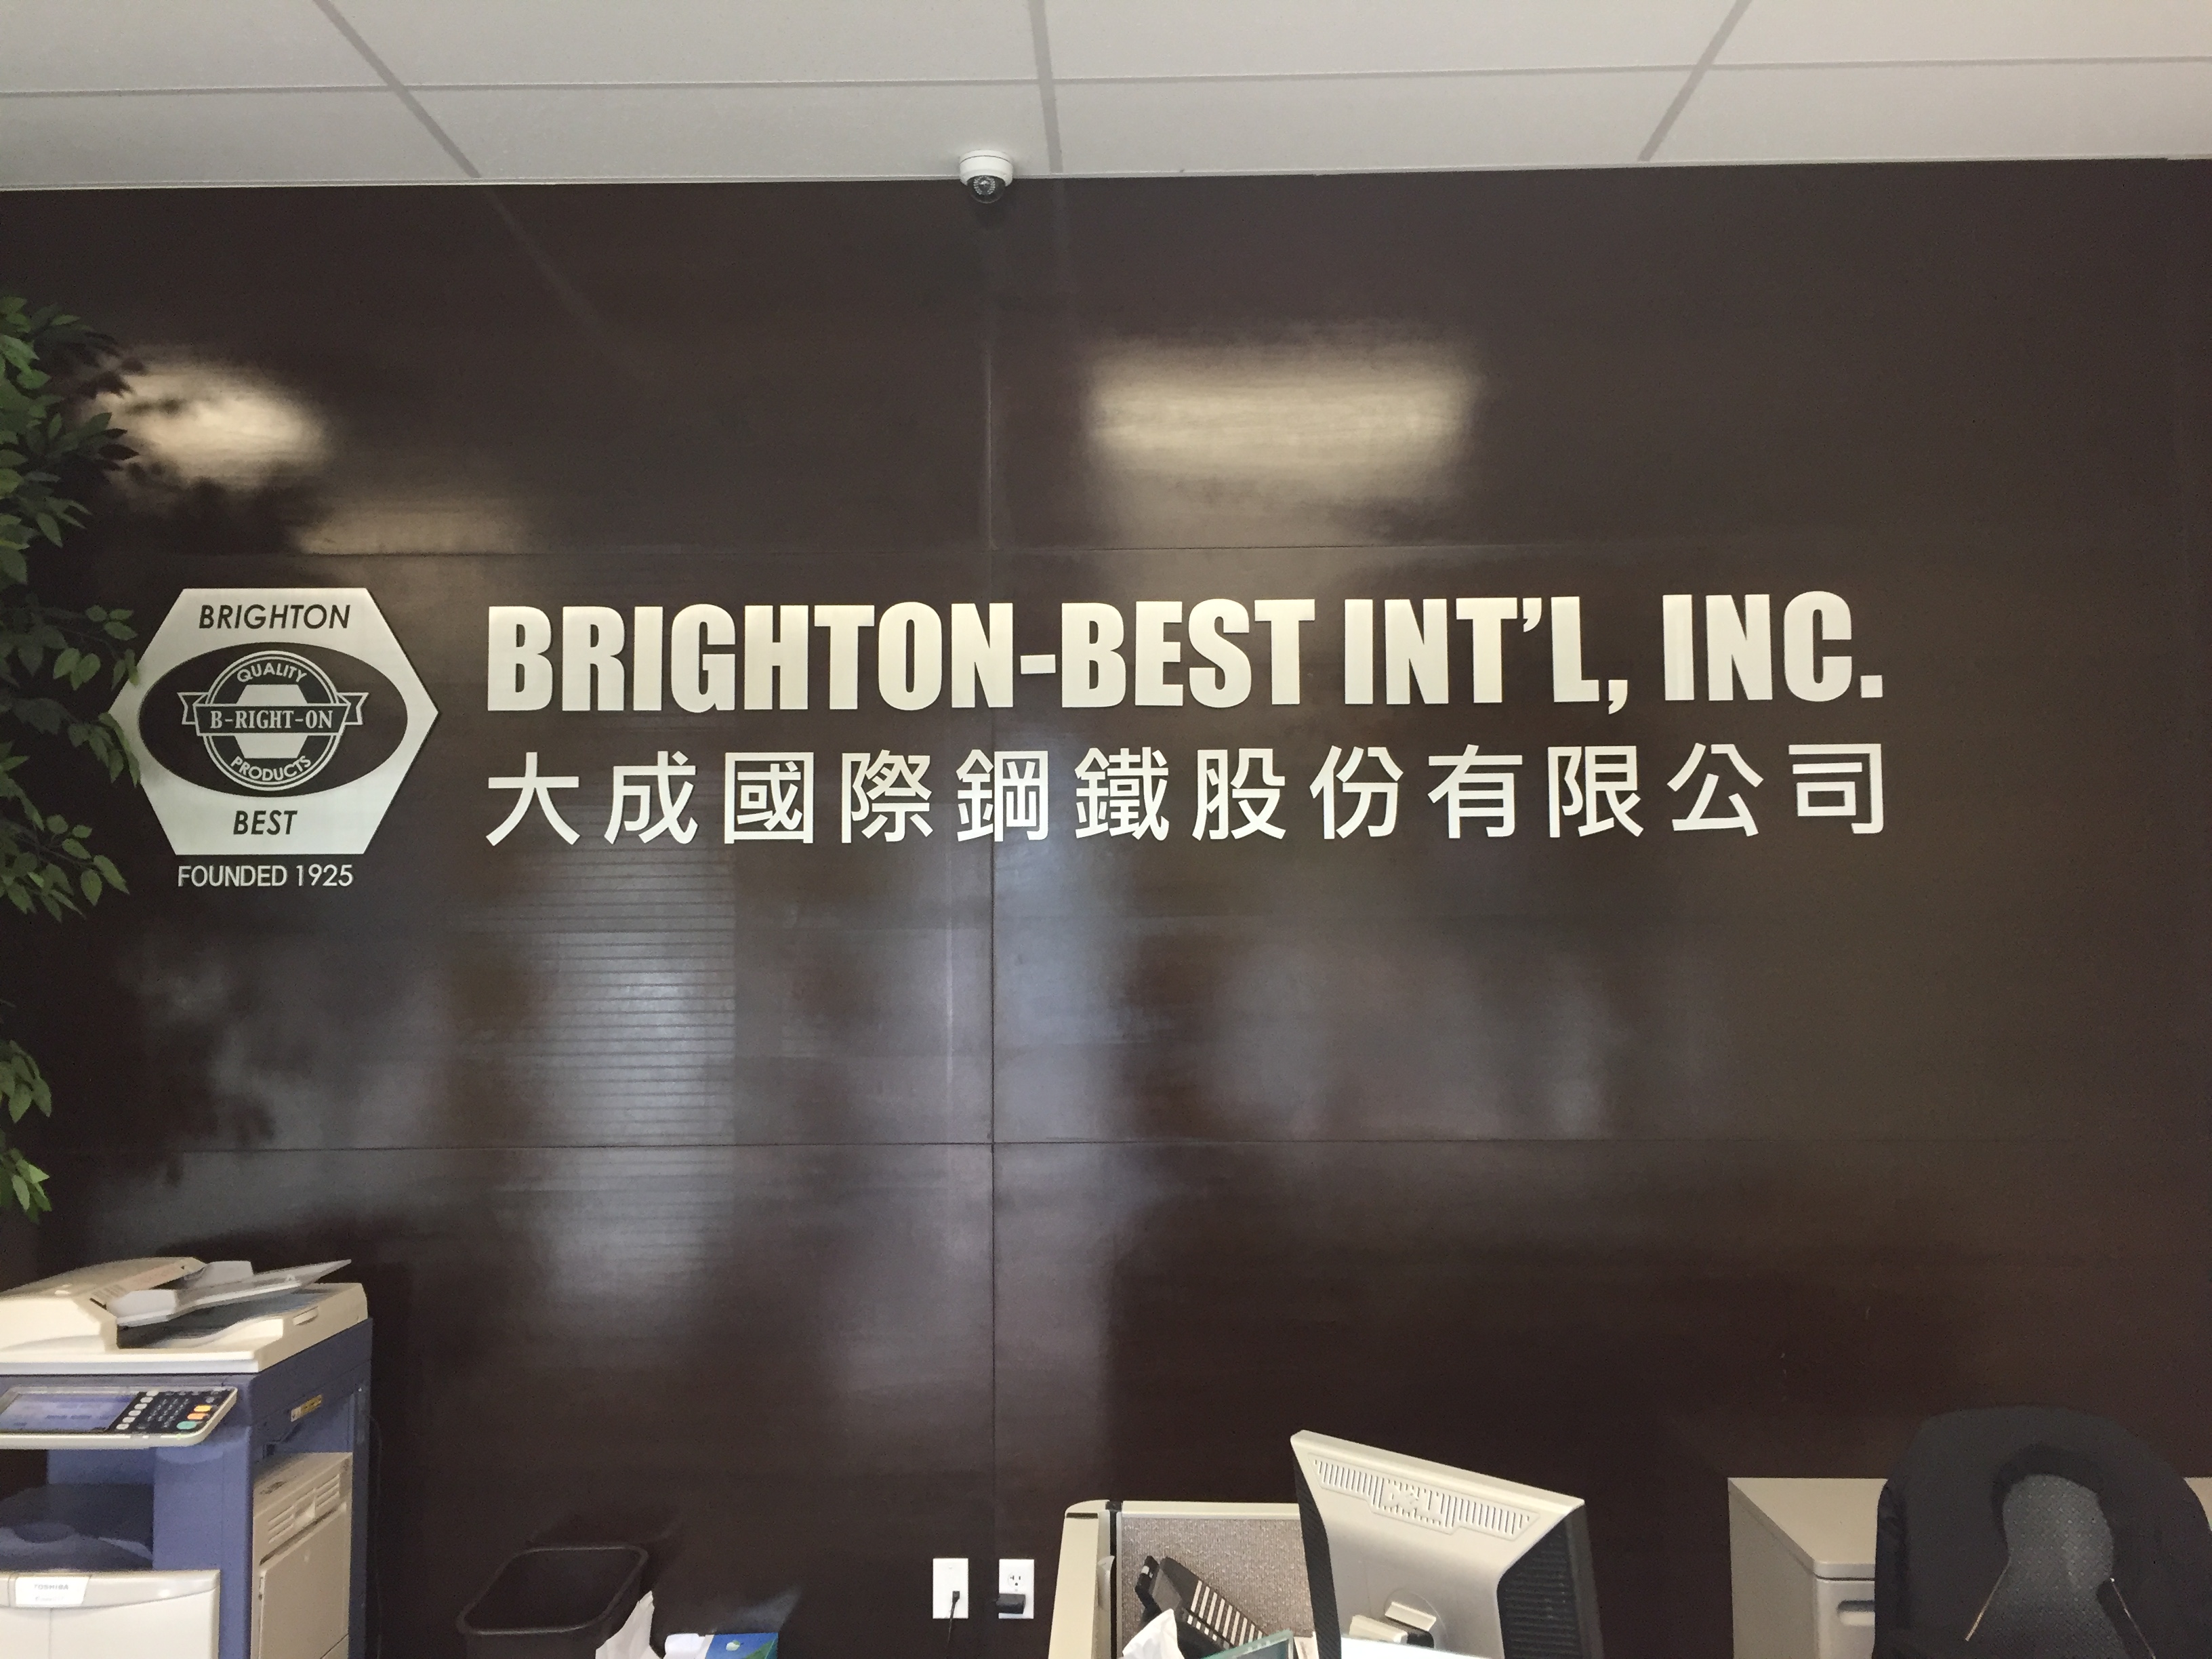 BRIGHTON
QUALITY
B-RIGHT-ON
PRODUCTS
BEST
FOUNDED 1925
BRIGHTON-BEST INT'L, INC.
大成國際鋼鐵股份有限公司
TOSHIBA